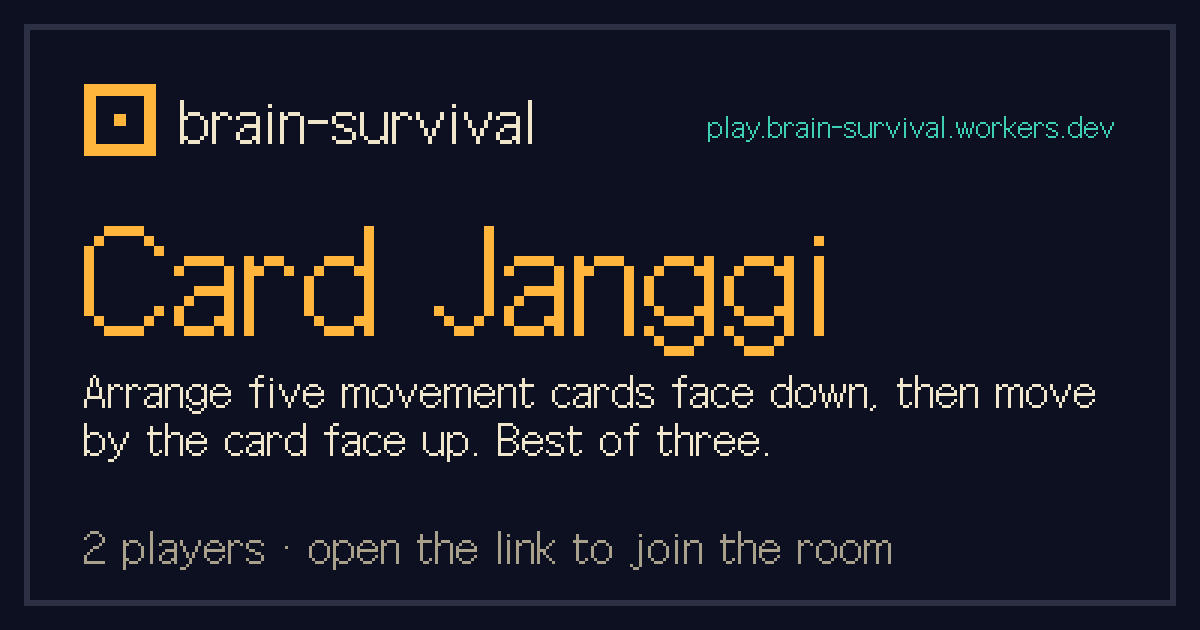 brain-survival
play.brain-survival.workers.dev
Card Janggi
Arrange five movement cards face down, then move
by the card face up. Best of three.
2 players · open the link to join the room